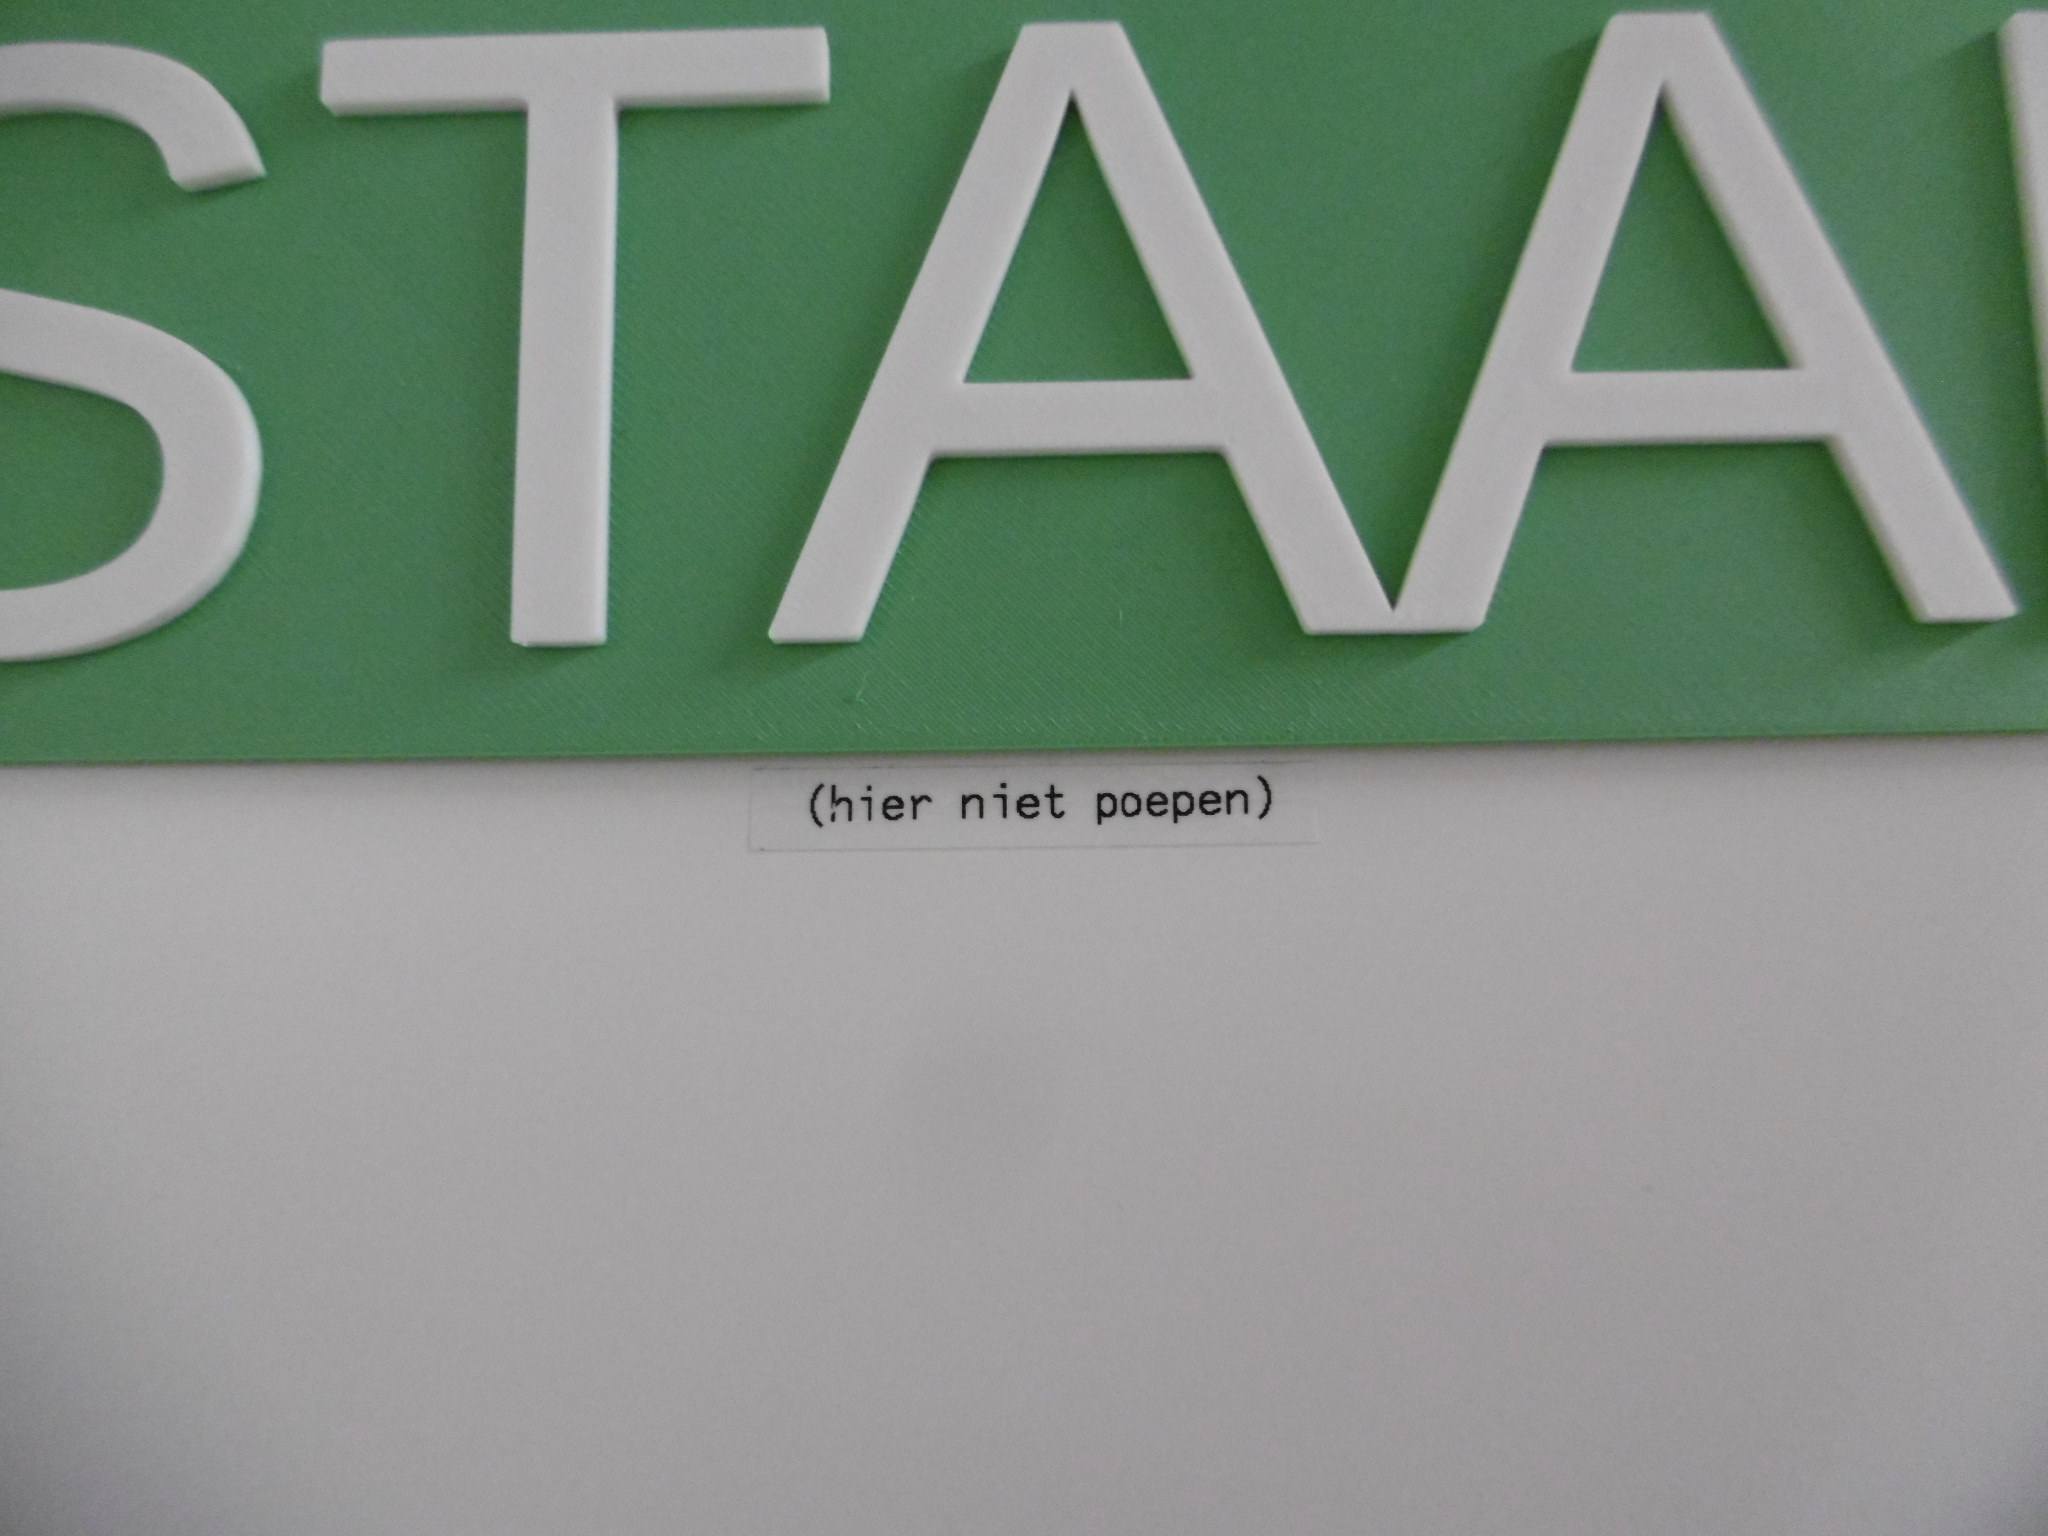 STAA
(hier niet poepen)